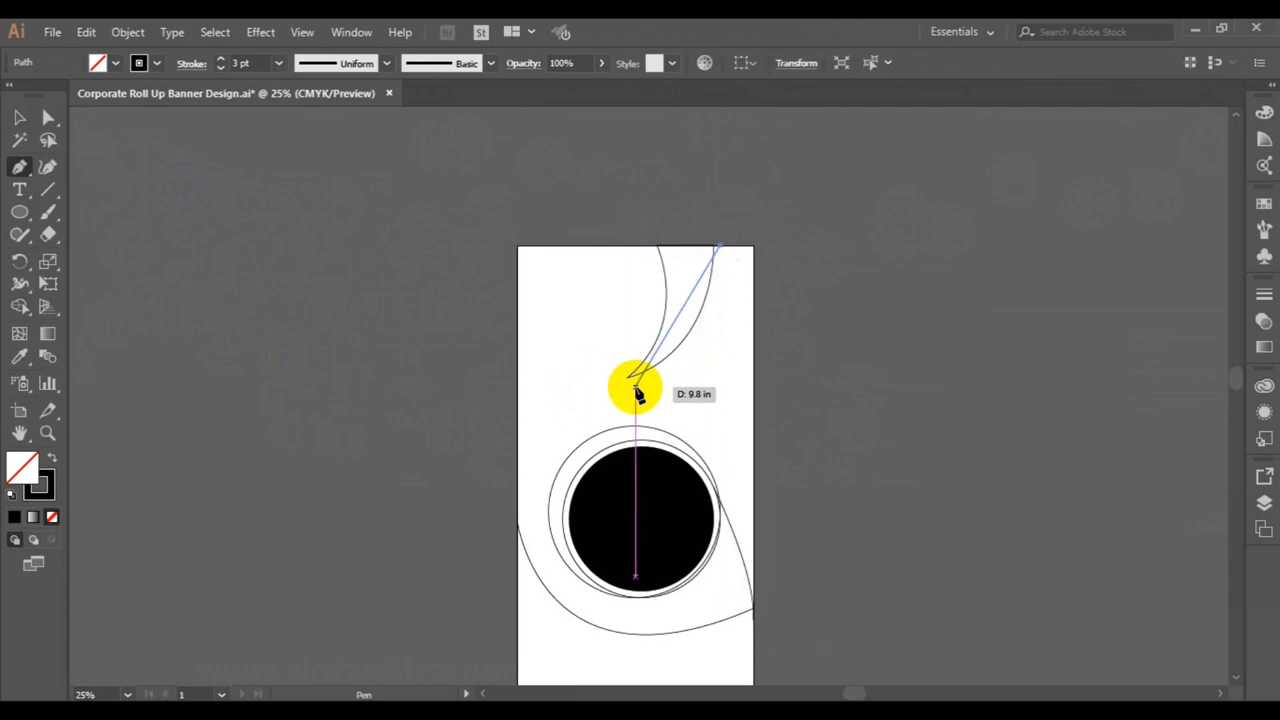 Ai File Edit Object Type Select Effect View Window Help Br St Essentials Search Adobe Stock
Path Stroke: 3 pt Uniform Basic Opacity: 100% Style: Transform
Corporate Roll Up Banner Design.ai* @ 25% (CMYK/Preview)
T
D: 9.8 in
25% 1 Pen